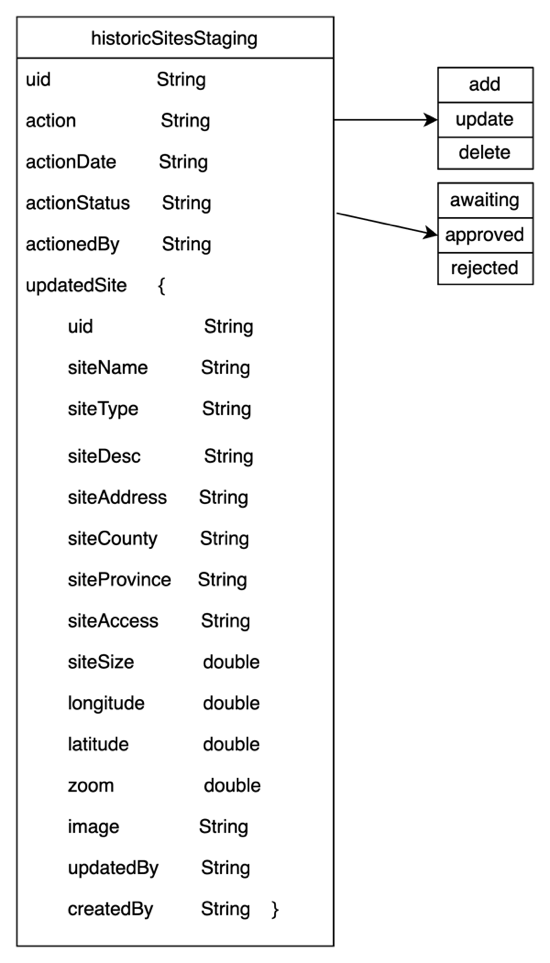 historicSitesStaging
uid String
action String
actionDate String
actionStatus String
actionedBy String
updatedSite {
uid String
siteName String
siteType String
siteDesc String
siteAddress String
siteCounty String
siteProvince String
siteAccess String
siteSize double
longitude double
latitude double
zoom double
image String
updatedBy String
createdBy String }
add
update
delete
awaiting
approved
rejected